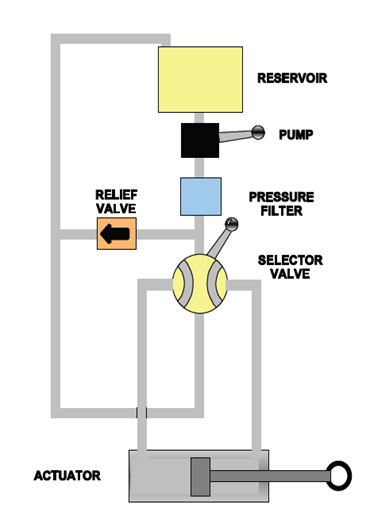 RESERVOIR
PUMP
RELIEF
VALVE
PRESSURE
FILTER
SELECTOR
VALVE
ACTUATOR